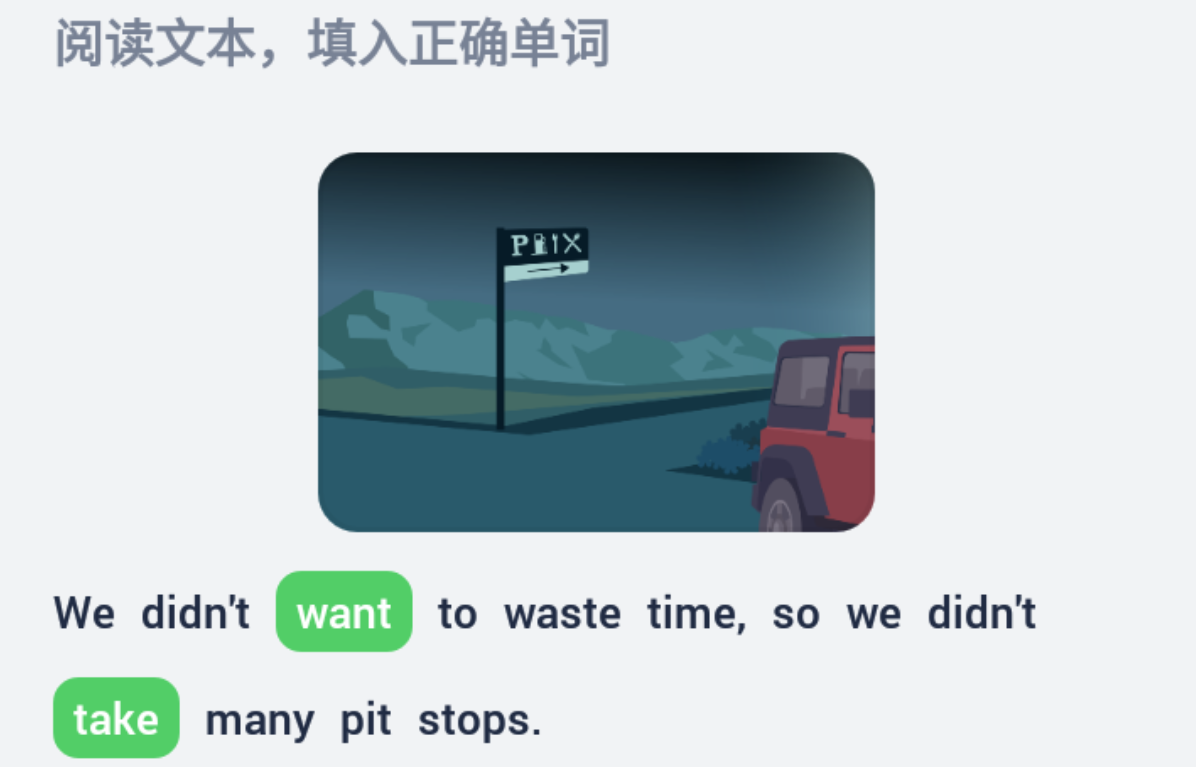 阅读文本，填入正确单词
P
We didn't want to waste time, so we didn't
take many pit stops.